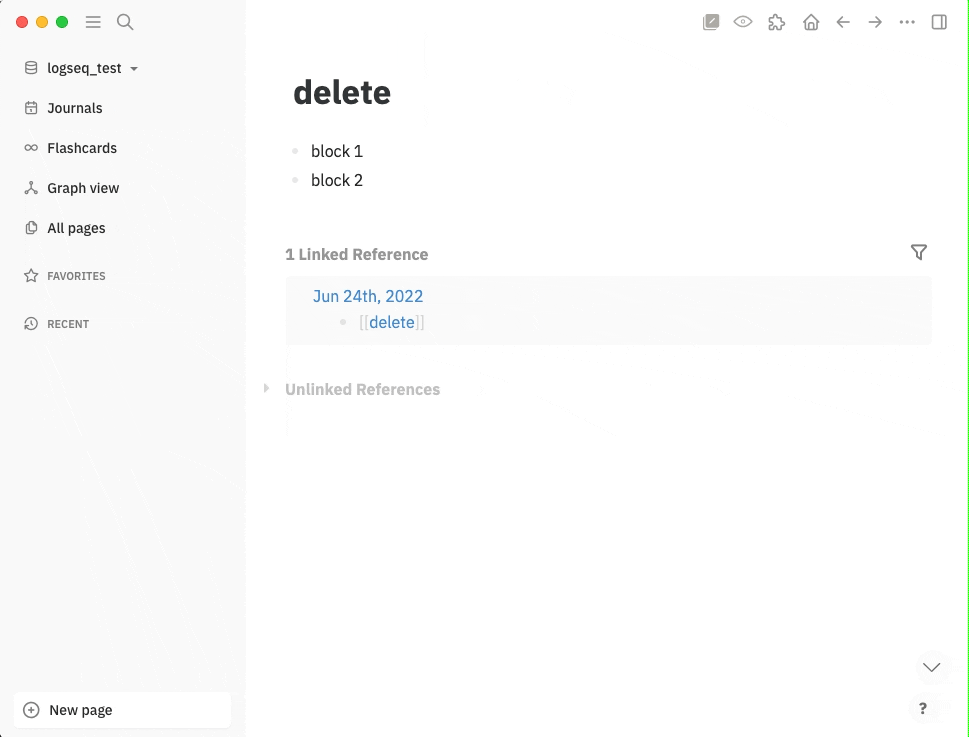 logseq_test
Journals
Flashcards
Graph view
All pages
FAVORITES
RECENT
New page
delete
block 1
block 2
1 Linked Reference
Jun 24th, 2022
[[delete]]
Unlinked References
?